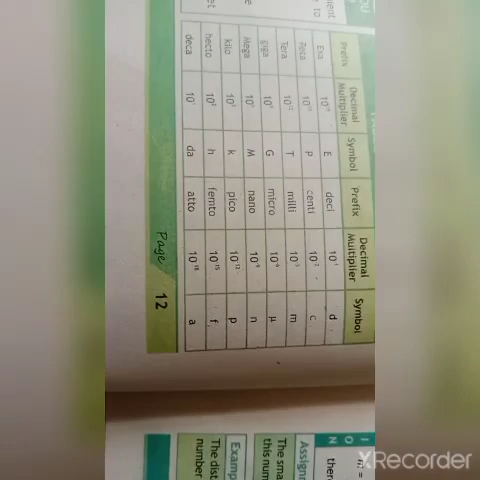 Prefix Decimal Multiplier Symbol Prefix Decimal Multiplier Symbol
Exa 10¹⁸ E deci 10⁻¹ d
Peta 10¹⁵ P centi 10⁻² c
Tera 10¹² T milli 10⁻³ m
giga 10⁹ G micro 10⁻⁶ μ
Mega 10⁶ M nano 10⁻⁹ n
kilo 10³ k pico 10⁻¹² p
hecto 10² h femto 10⁻¹⁵ f
deca 10¹ da atto 10⁻¹⁸ a
Page 12
Assignm
The sma
this num
Examp
The dist
number
XRecorder